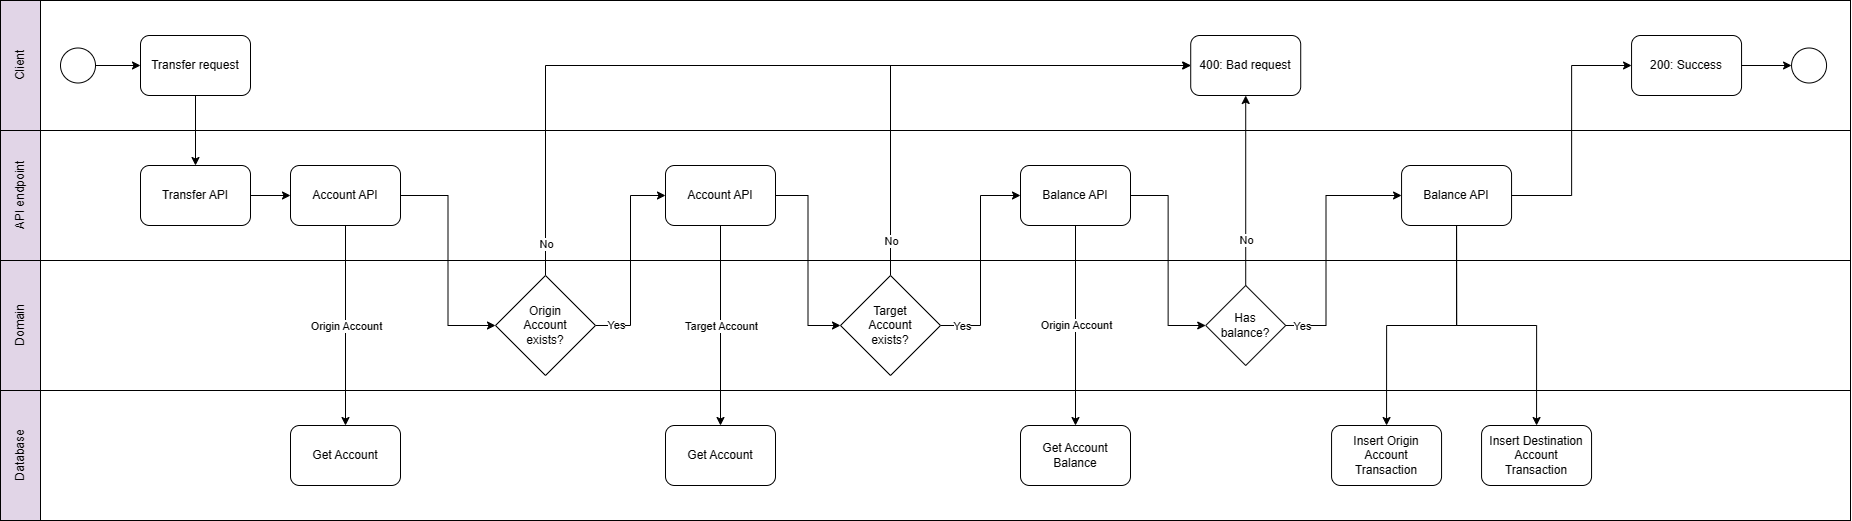 Client
Transfer request
400: Bad request
200: Success
API endpoint
Transfer API
Account API
Account API
Balance API
Balance API
No
No
No
Domain
Origin Account
Origin
Account
exists?
Yes
Target Account
Target
Account
exists?
Yes
Origin Account
Has
balance?
Yes
Database
Get Account
Get Account
Get Account
Balance
Insert Origin
Account
Transaction
Insert Destination
Account
Transaction